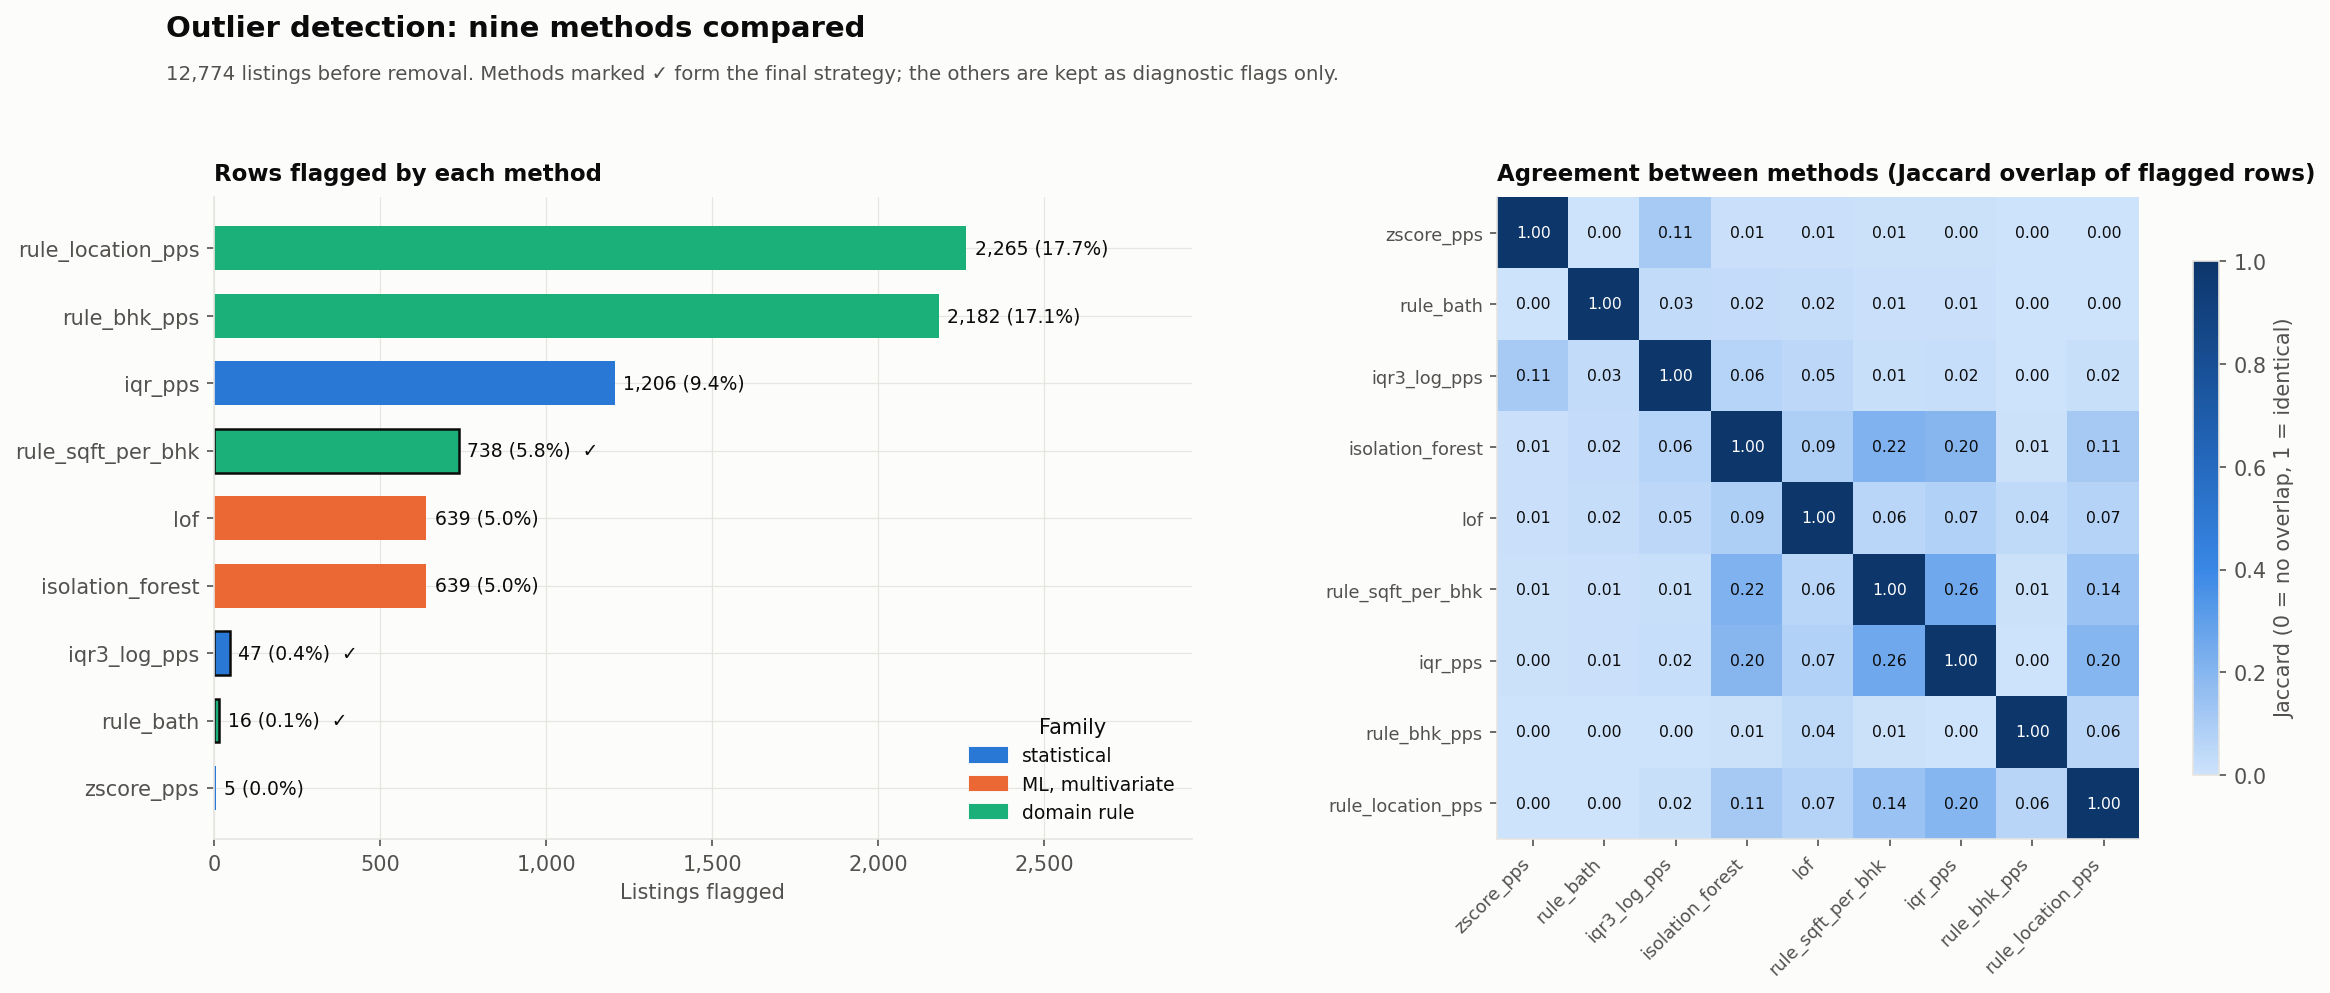 Outlier detection: nine methods compared
12,774 listings before removal. Methods marked ✓ form the final strategy; the others are kept as diagnostic flags only.
Rows flagged by each method
rule_location_pps 2,265 (17.7%)
rule_bhk_pps 2,182 (17.1%)
iqr_pps 1,206 (9.4%)
rule_sqft_per_bhk 738 (5.8%) ✓
lof 639 (5.0%)
isolation_forest 639 (5.0%)
iqr3_log_pps 47 (0.4%) ✓
rule_bath 16 (0.1%) ✓
zscore_pps 5 (0.0%)
Family
statistical
ML, multivariate
domain rule
0 500 1,000 1,500 2,000 2,500
Listings flagged
Agreement between methods (Jaccard overlap of flagged rows)
zscore_pps 1.00 0.00 0.11 0.01 0.01 0.01 0.00 0.00 0.00
rule_bath 0.00 1.00 0.03 0.02 0.02 0.01 0.01 0.00 0.00
iqr3_log_pps 0.11 0.03 1.00 0.06 0.05 0.01 0.02 0.00 0.02
isolation_forest 0.01 0.02 0.06 1.00 0.09 0.22 0.20 0.01 0.11
lof 0.01 0.02 0.05 0.09 1.00 0.06 0.07 0.04 0.07
rule_sqft_per_bhk 0.01 0.01 0.01 0.22 0.06 1.00 0.26 0.01 0.14
iqr_pps 0.00 0.01 0.02 0.20 0.07 0.26 1.00 0.00 0.20
rule_bhk_pps 0.00 0.00 0.00 0.01 0.04 0.01 0.00 1.00 0.06
rule_location_pps 0.00 0.00 0.02 0.11 0.07 0.14 0.20 0.06 1.00
zscore_pps rule_bath iqr3_log_pps isolation_forest lof rule_sqft_per_bhk iqr_pps rule_bhk_pps rule_location_pps
1.0
0.8
0.6
0.4
0.2
0.0
Jaccard (0 = no overlap, 1 = identical)